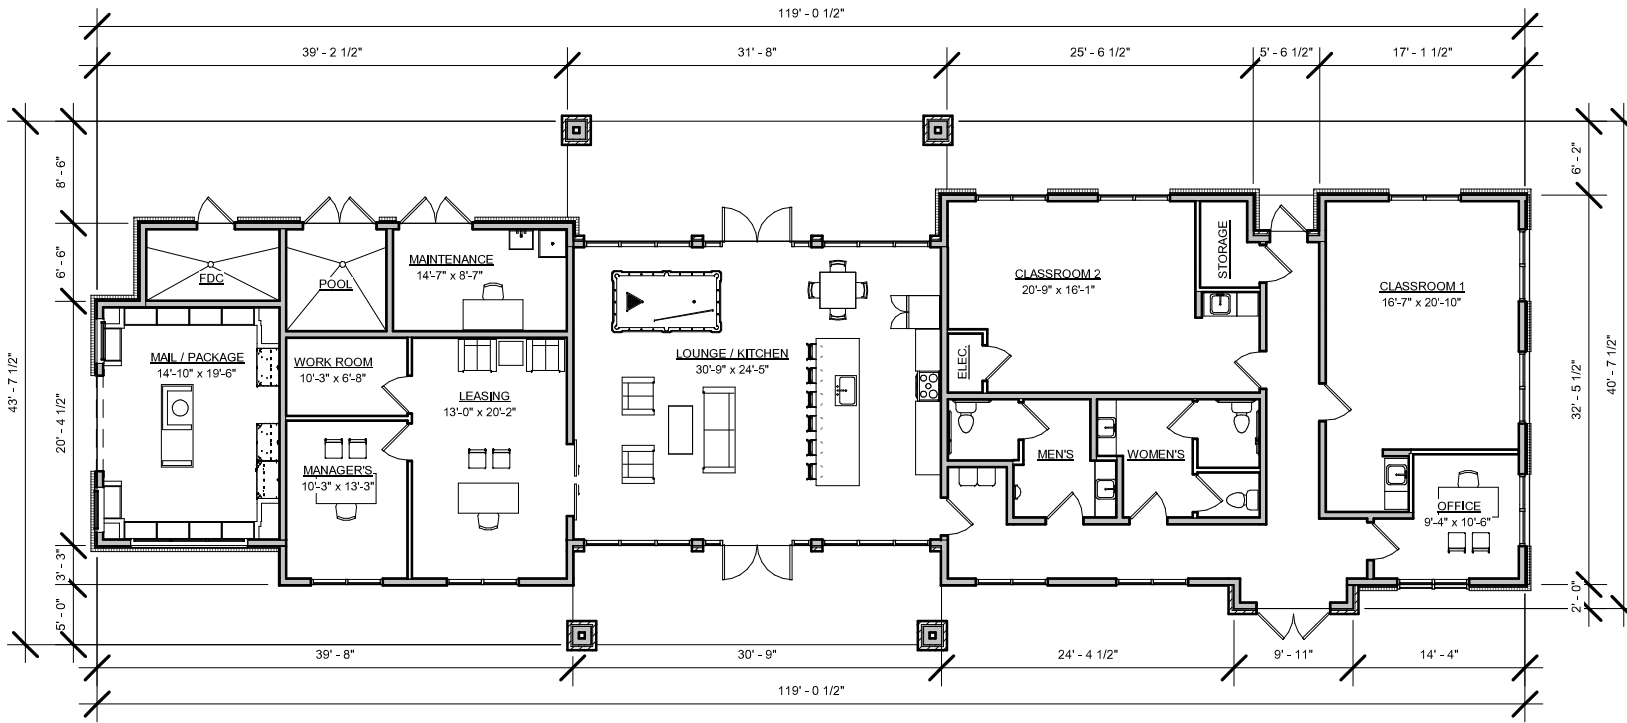 119' - 0 1/2"
39' - 2 1/2"
31' - 8"
25' - 6 1/2"
5' - 6 1/2"
17' - 1 1/2"
43' - 7 1/2"
8' - 6"
6' - 6"
20' - 4 1/2"
3' - 3"
5' - 0"
FDC
POOL
MAINTENANCE
14'-7" x 8'-7"
MAIL / PACKAGE
14'-10" x 19'-6"
WORK ROOM
10'-3" x 6'-8"
LEASING
13'-0" x 20'-2"
MANAGER'S
10'-3" x 13'-3"
LOUNGE / KITCHEN
30'-9" x 24'-5"
CLASSROOM 2
20'-9" x 16'-1"
STORAGE
ELEC.
MEN'S
WOMEN'S
CLASSROOM 1
16'-7" x 20'-10"
OFFICE
9'-4" x 10'-6"
6' - 2"
32' - 5 1/2"
2' - 0"
40' - 7 1/2"
39' - 8"
30' - 9"
24' - 4 1/2"
9' - 11"
14' - 4"
119' - 0 1/2"